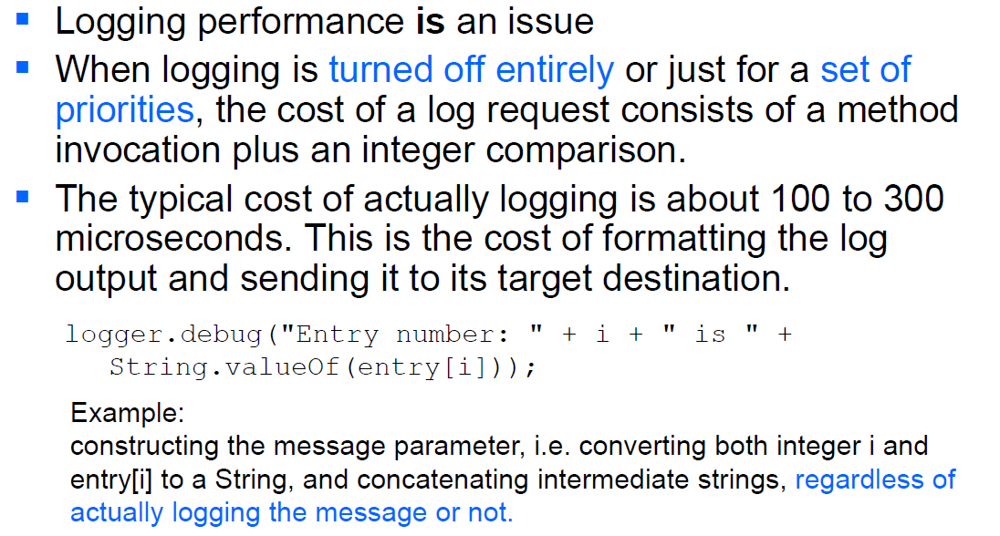 Logging performance is an issue
When logging is turned off entirely or just for a set of
priorities, the cost of a log request consists of a method
invocation plus an integer comparison.
The typical cost of actually logging is about 100 to 300
microseconds. This is the cost of formatting the log
output and sending it to its target destination.
logger.debug("Entry number: " + i + " is " +
String.valueOf(entry[i]));
Example:
constructing the message parameter, i.e. converting both integer i and
entry[i] to a String, and concatenating intermediate strings, regardless of
actually logging the message or not.